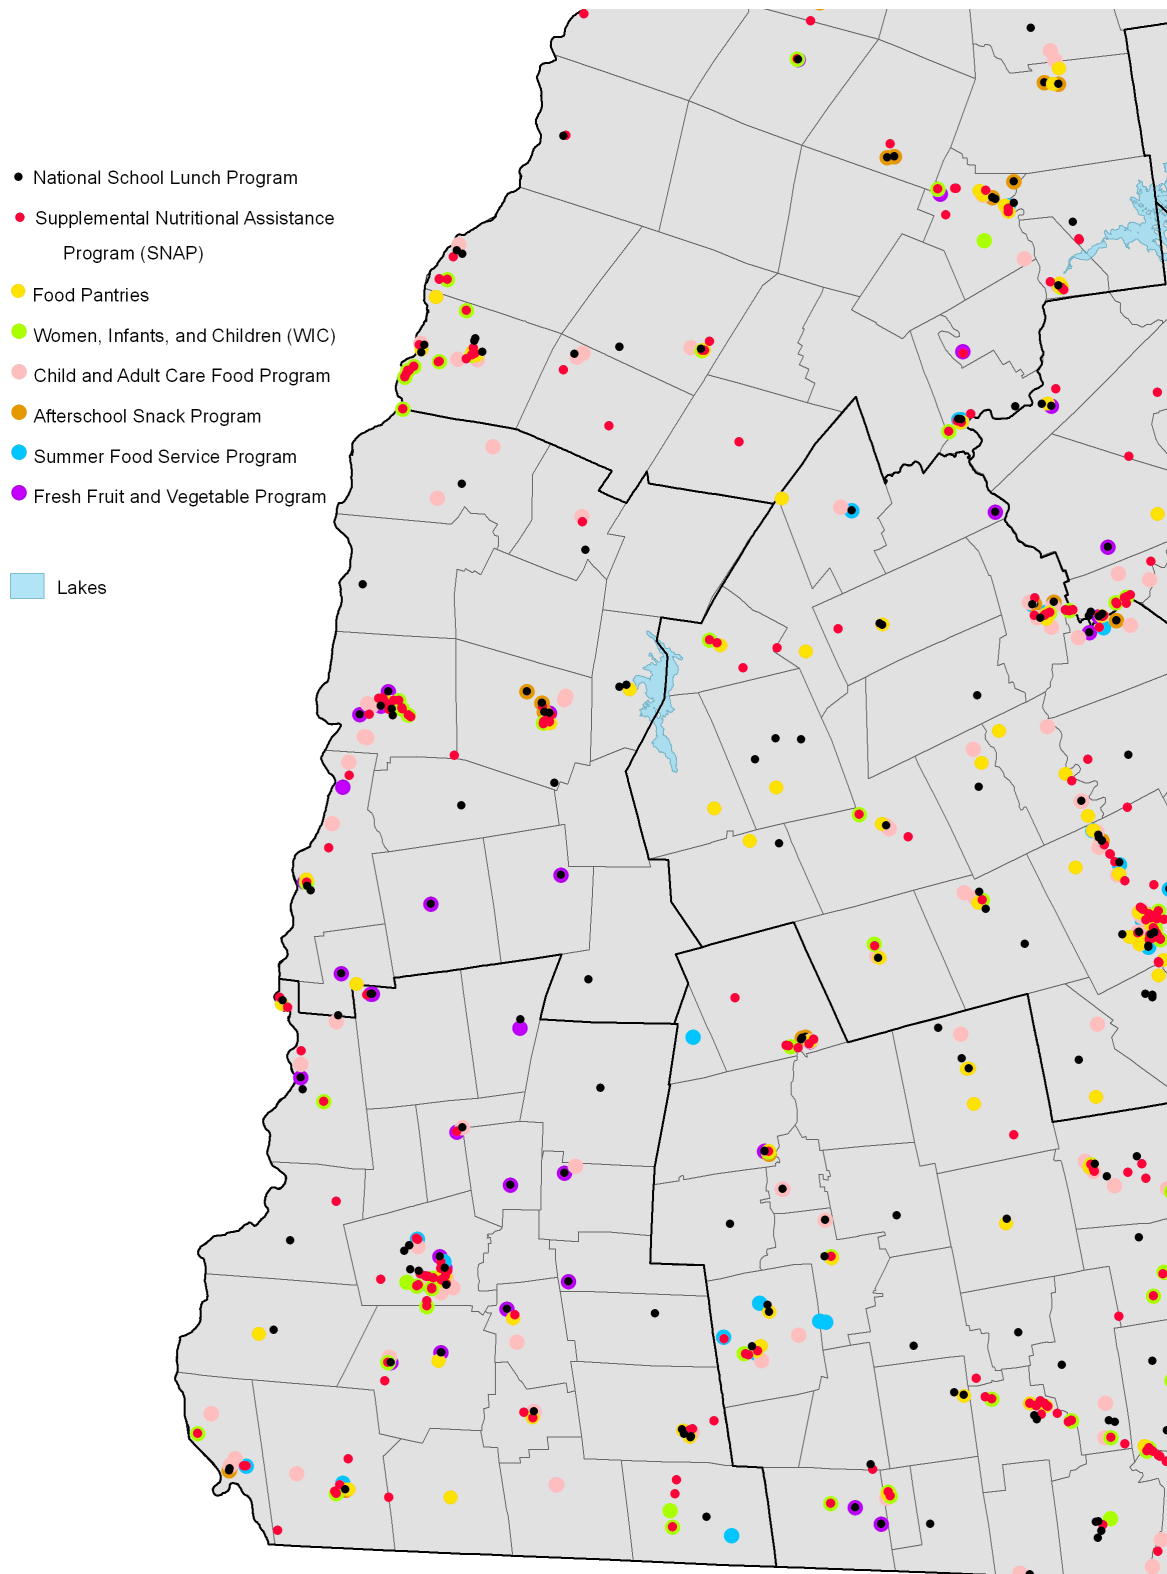 National School Lunch Program
Supplemental Nutritional Assistance
Program (SNAP)
Food Pantries
Women, Infants, and Children (WIC)
Child and Adult Care Food Program
Afterschool Snack Program
Summer Food Service Program
Fresh Fruit and Vegetable Program
Lakes